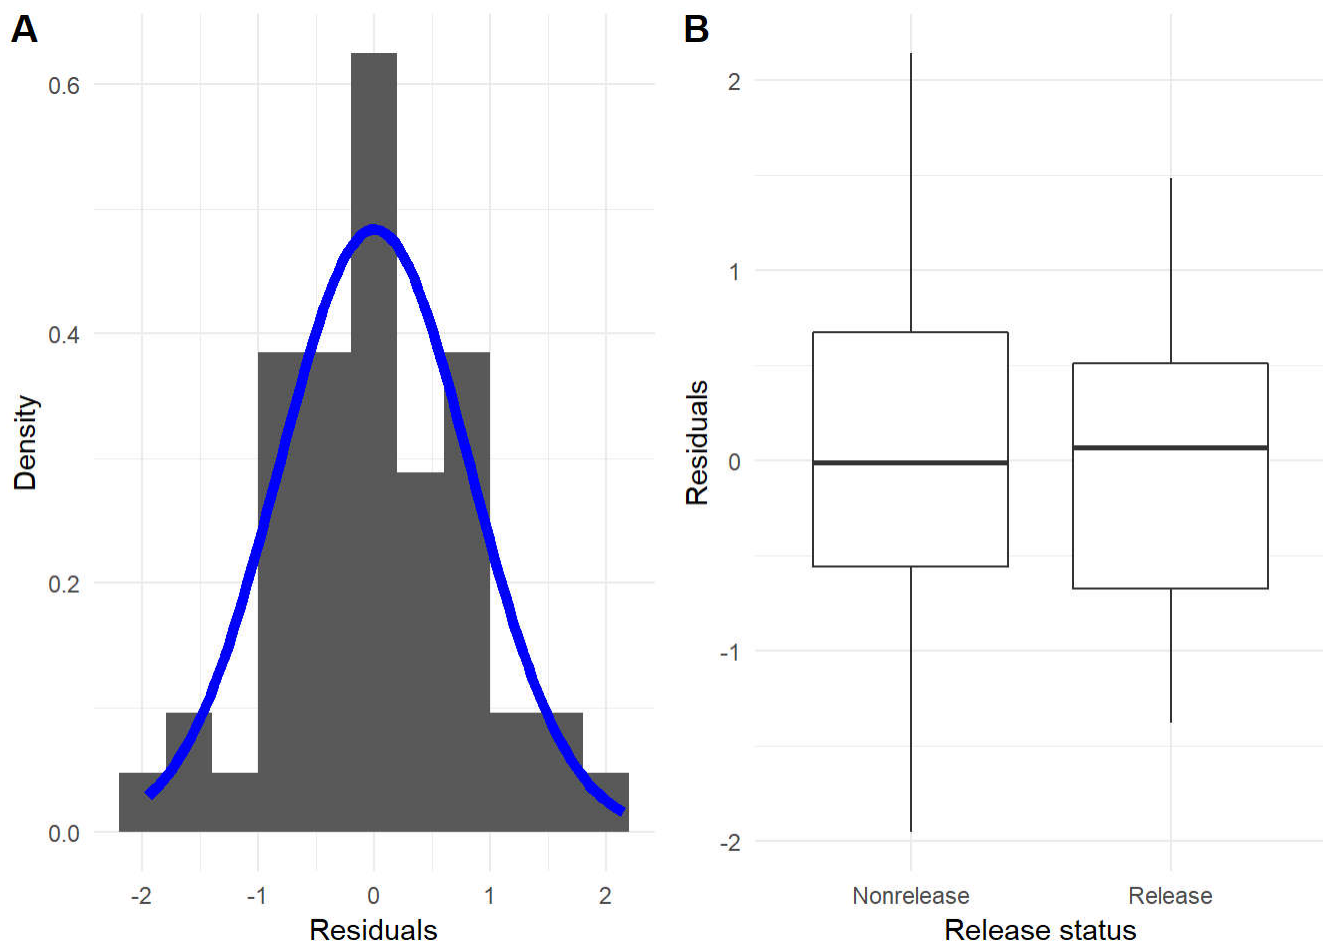 A
0.6
0.4
0.2
0.0
Density
-2 -1 0 1 2
Residuals
B
2
1
0
-1
-2
Residuals
Nonrelease Release
Release status